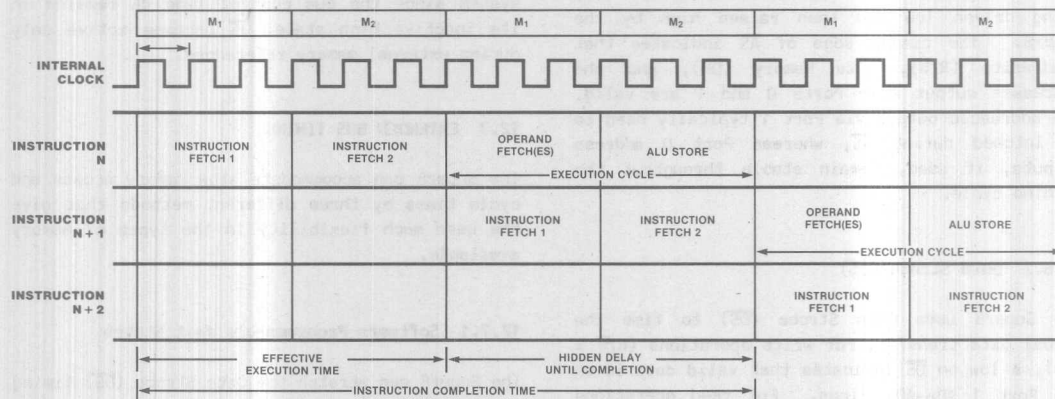 M1 M2 M1 M2 M1 M2
INTERNAL
CLOCK
INSTRUCTION
N
INSTRUCTION
FETCH 1
INSTRUCTION
FETCH 2
OPERAND
FETCH(ES)
ALU STORE
EXECUTION CYCLE
INSTRUCTION
N + 1
INSTRUCTION
FETCH 1
INSTRUCTION
FETCH 2
OPERAND
FETCH(ES)
ALU STORE
EXECUTION CYCLE
INSTRUCTION
N + 2
INSTRUCTION
FETCH 1
INSTRUCTION
FETCH 2
EFFECTIVE
EXECUTION TIME
HIDDEN DELAY
UNTIL COMPLETION
INSTRUCTION COMPLETION TIME